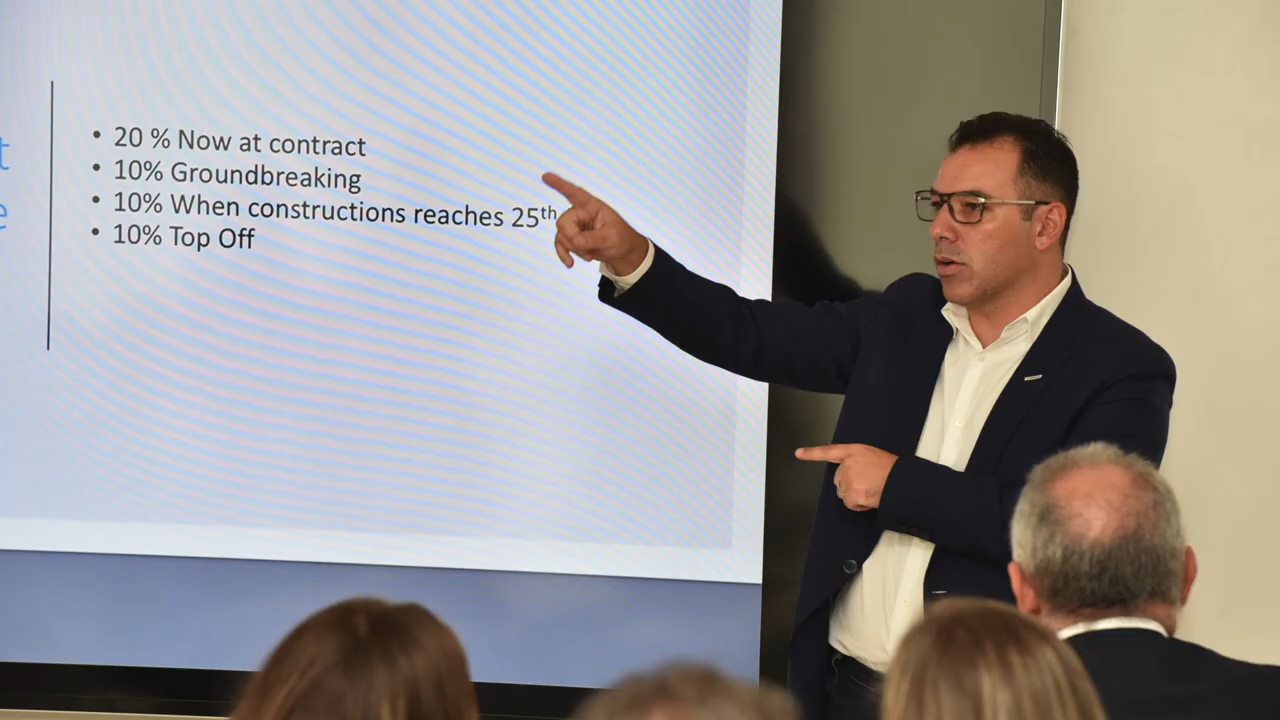 • 20 % Now at contract
• 10% Groundbreaking
• 10% When constructions reaches 25th
• 10% Top Off